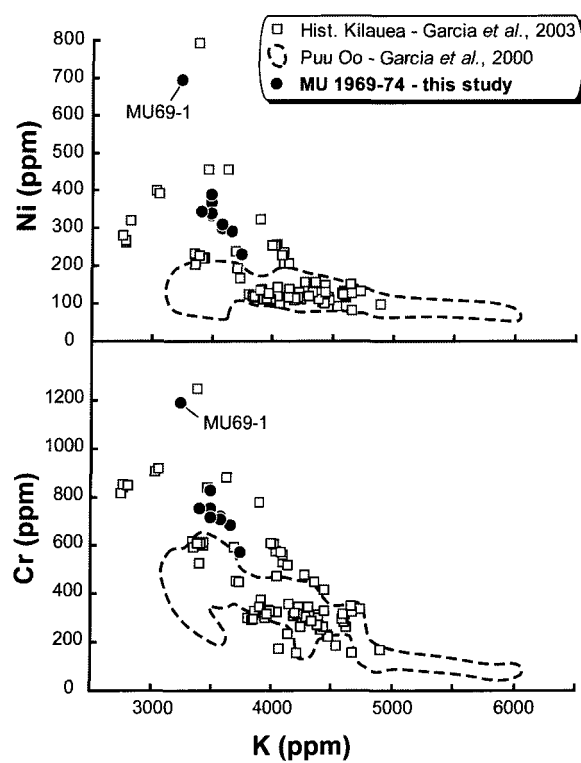 Hist. Kilauea - Garcia et al., 2003
Puu Oo - Garcia et al., 2000
MU 1969-74 - this study
800
700
600
500
400
300
200
100
0
Ni (ppm)
MU69-1
1200
1000
800
600
400
200
0
Cr (ppm)
MU69-1
3000 4000 5000 6000
K (ppm)